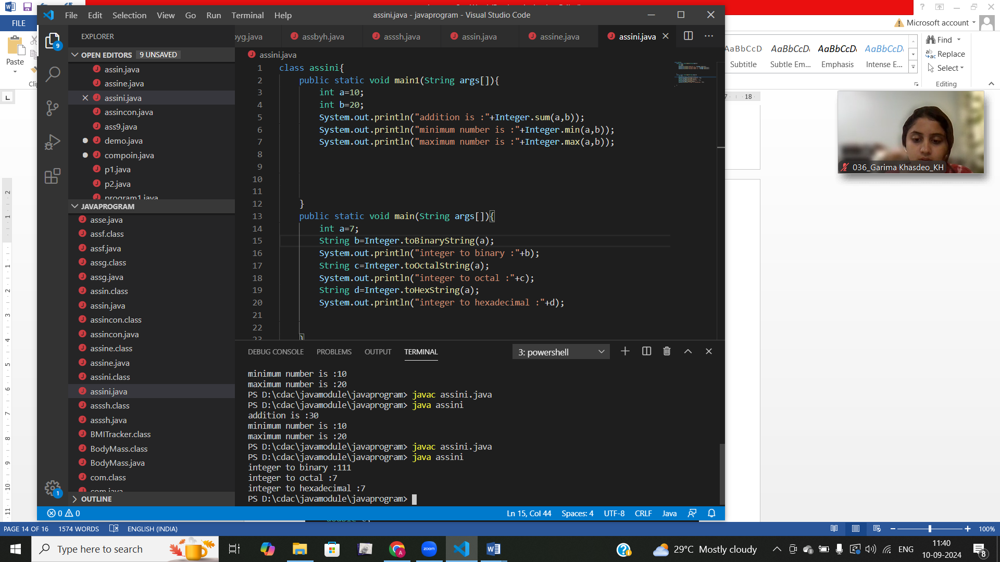 File Edit Selection View Go Run Terminal Help
assini.java - javaprogram - Visual Studio Code
FILE
Paste
Microsoft account
AaBbCcD AaBbCcD AaBbCcD AaBbCcD
Subtitle Subtle Em... Emphasis Intense E...
Find
Replace
Select
Editing
036_Garima Khasdeo_KH
EXPLORER
OPEN EDITORS 9 UNSAVED
assin.java
assine.java
assini.java
assincon.java
ass9.java
demo.java
compoin.java
p1.java
p2.java
program1.java
JAVAPROGRAM
asse.java
assf.class
assf.java
assg.class
assg.java
assin.class
assin.java
assincon.class
assincon.java
assine.class
assine.java
assini.class
assini.java
asssh.class
asssh.java
BMITracker.class
BodyMass.class
BodyMass.java
com.class
com.java
OUTLINE
byg.java assbyh.java asssh.java assin.java assine.java assini.java
assini.java
1 class assini{
2 public static void main1(String args[]){
3 int a=10;
4 int b=20;
5 System.out.println("addition is :"+Integer.sum(a,b));
6 System.out.println("minimum number is :"+Integer.min(a,b));
7 System.out.println("maximum number is :"+Integer.max(a,b));
8
9
10
11
12 }
13 public static void main(String args[]){
14 int a=7;
15 String b=Integer.toBinaryString(a);
16 System.out.println("integer to binary :"+b);
17 String c=Integer.toOctalString(a);
18 System.out.println("integer to octal :"+c);
19 String d=Integer.toHexString(a);
20 System.out.println("integer to hexadecimal :"+d);
21
22
23 }
DEBUG CONSOLE PROBLEMS OUTPUT TERMINAL 3: powershell
minimum number is :10
maximum number is :20
PS D:\cdac\javamodule\javaprogram> javac assini.java
PS D:\cdac\javamodule\javaprogram> java assini
addition is :30
minimum number is :10
maximum number is :20
PS D:\cdac\javamodule\javaprogram> javac assini.java
PS D:\cdac\javamodule\javaprogram> java assini
integer to binary :111
integer to octal :7
integer to hexadecimal :7
PS D:\cdac\javamodule\javaprogram>
0 0 Ln 15, Col 44 Spaces: 4 UTF-8 CRLF Java
PAGE 14 OF 16 1574 WORDS ENGLISH (INDIA) 100%
Type here to search
zoom
29°C Mostly cloudy
ENG
11:40
10-09-2024
8